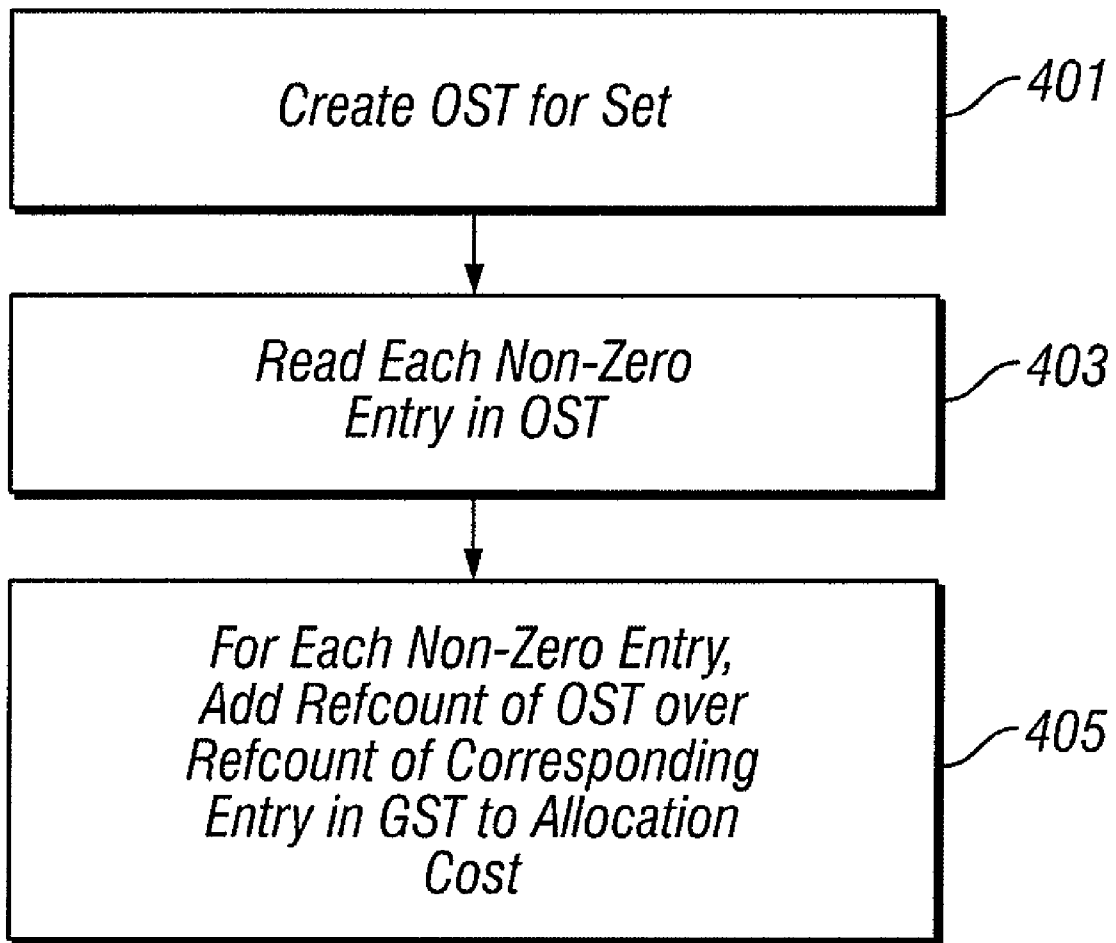 Create OST for Set
401
Read Each Non-Zero
Entry in OST
403
For Each Non-Zero Entry,
Add Refcount of OST over
Refcount of Corresponding
Entry in GST to Allocation
Cost
405